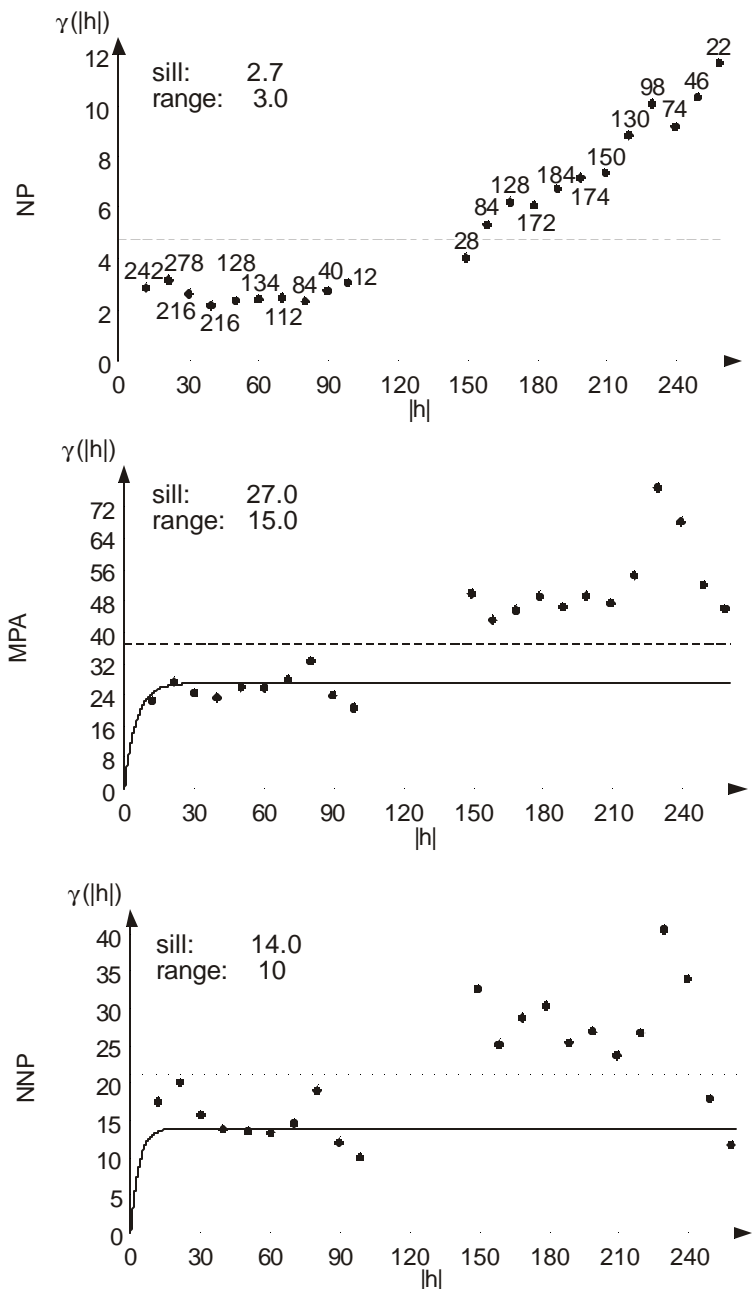 γ(|h|)
12
10
8
6
4
2
0
NP
sill: 2.7
range: 3.0
242 278 128 134 84 40 12
216 216 112
28 84 128 172 184 174 150 130 98 74 46 22
0 30 60 90 120 150 180 210 240
|h|
γ(|h|)
72
64
56
48
40
32
24
16
8
0
MPA
sill: 27.0
range: 15.0
0 30 60 90 120 150 180 210 240
|h|
γ(|h|)
40
35
30
25
20
15
10
5
0
NNP
sill: 14.0
range: 10
0 30 60 90 120 150 180 210 240
|h|